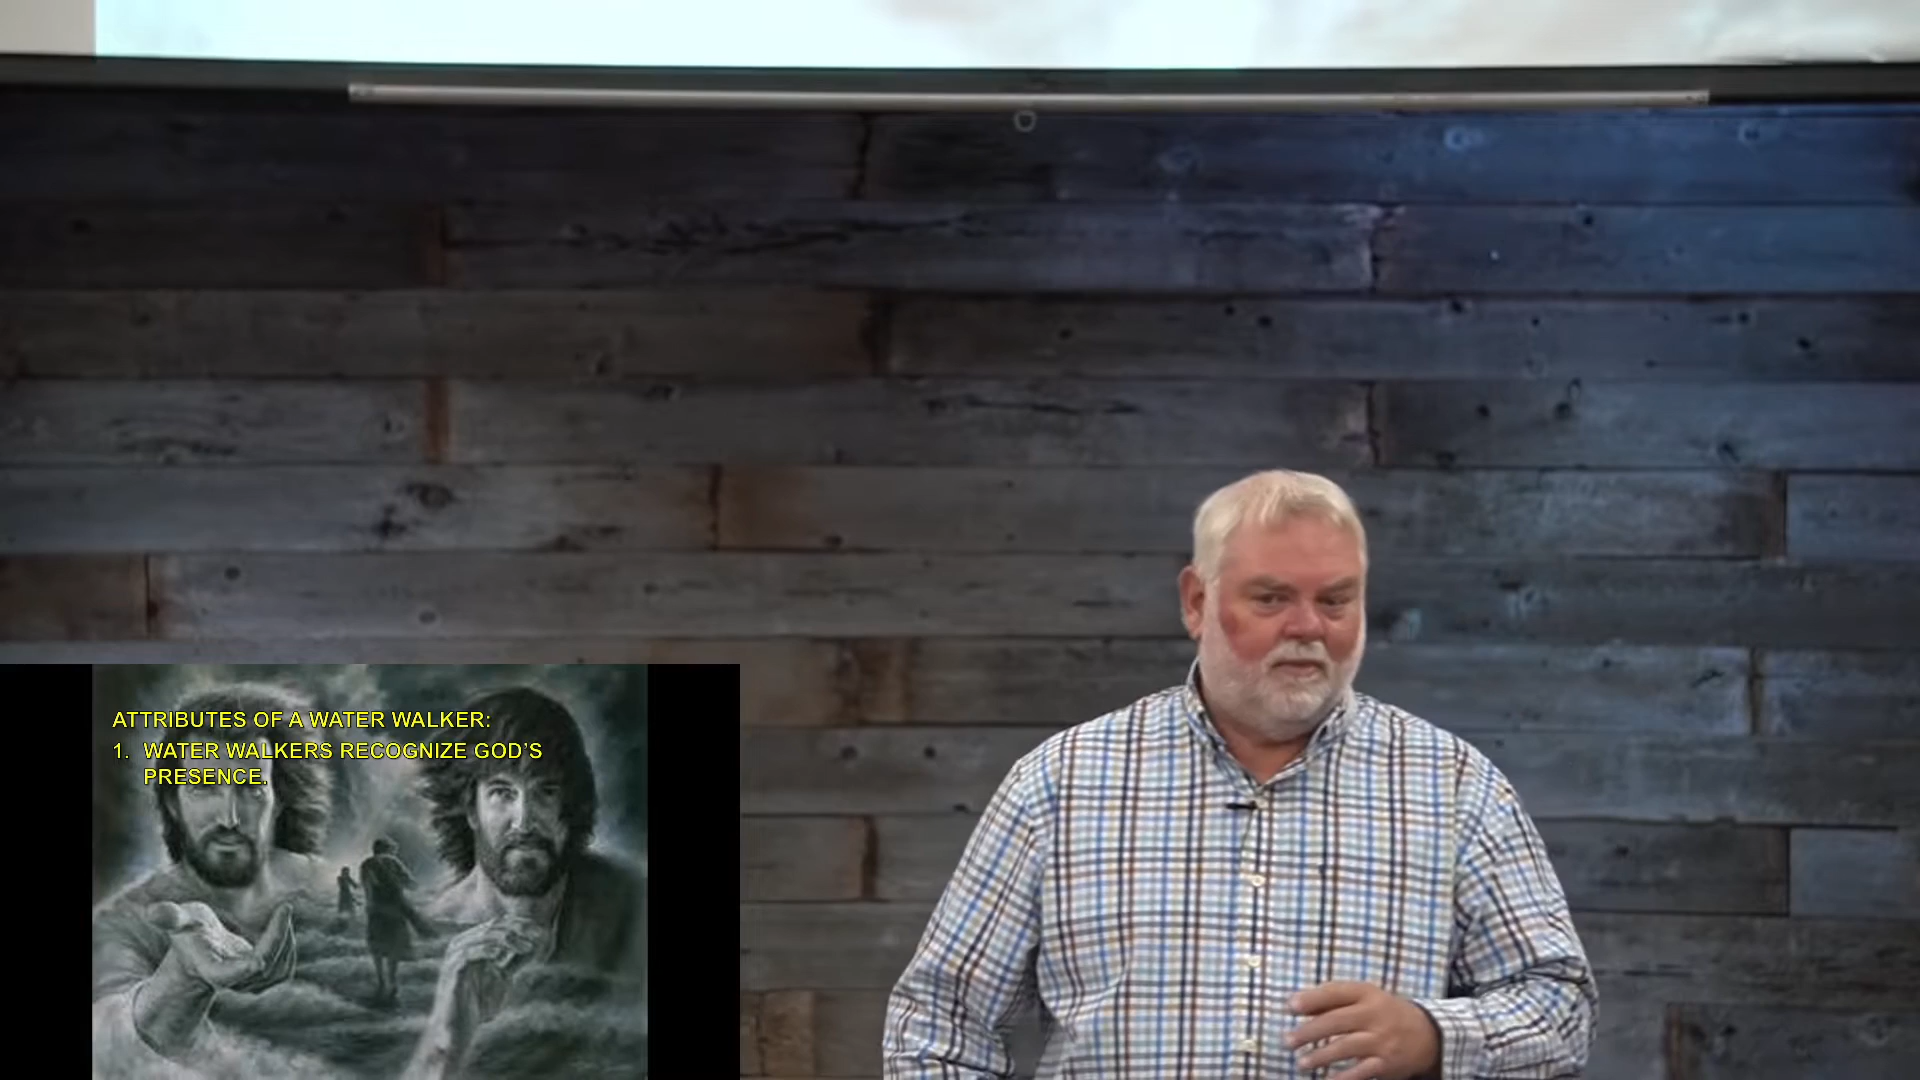 ATTRIBUTES OF A WATER WALKER:
1. WATER WALKERS RECOGNIZE GOD'S
PRESENCE.